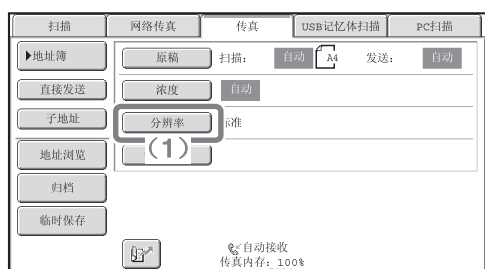 扫描 网络传真 传真 USB记忆体扫描 PC扫描
▶地址簿 原稿 扫描： 自动 A4 发送： 自动
直接发送 浓度 自动
子地址 分辨率 准
(1)
地址浏览
归档
临时保存
自动接收
传真内存：100%